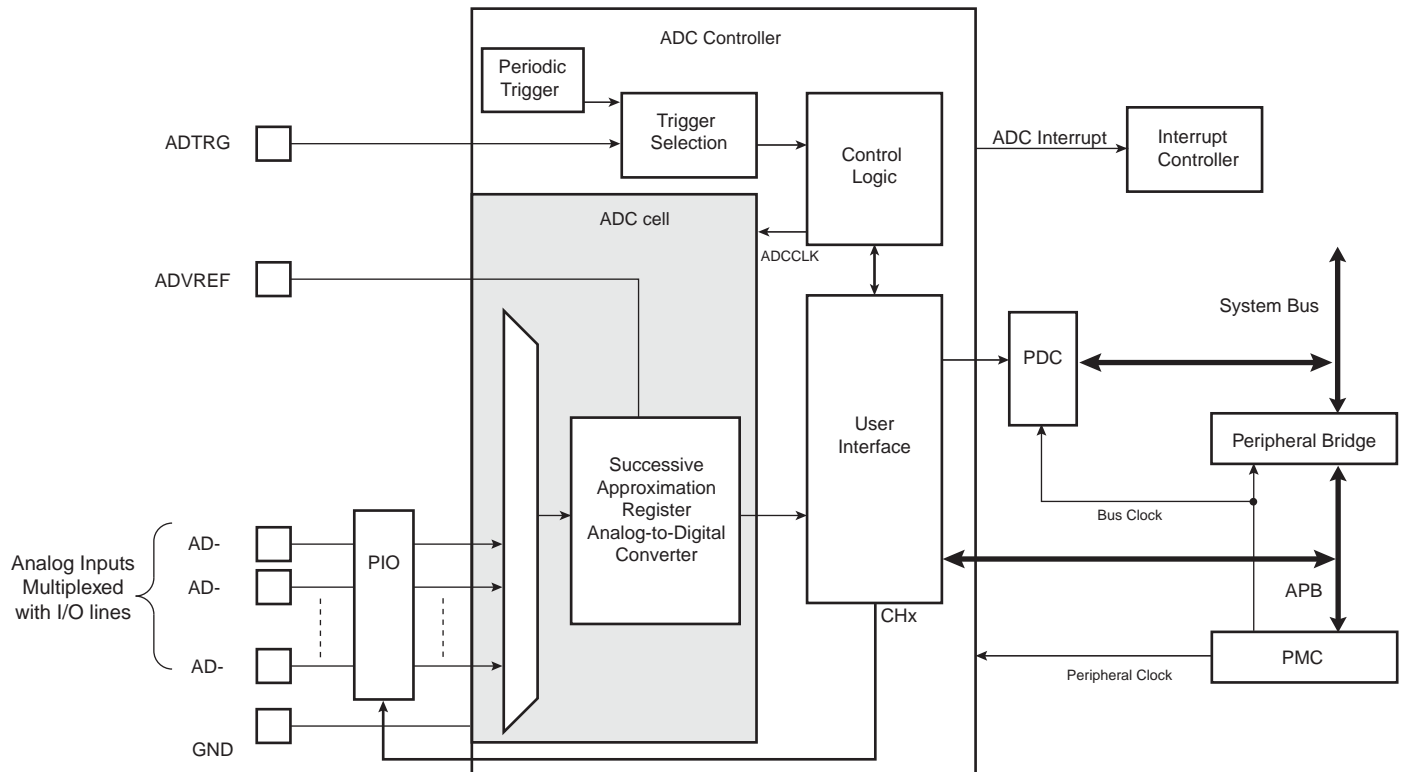 ADC Controller
Periodic
Trigger
ADTRG
Trigger
Selection
Control
Logic
ADC Interrupt
Interrupt
Controller
ADC cell
ADCCLK
ADVREF
System Bus
PDC
User
Interface
Peripheral Bridge
Successive
Approximation
Register
Analog-to-Digital
Converter
Bus Clock
Analog Inputs
Multiplexed
with I/O lines
AD-
AD-
AD-
PIO
APB
CHx
PMC
Peripheral Clock
GND